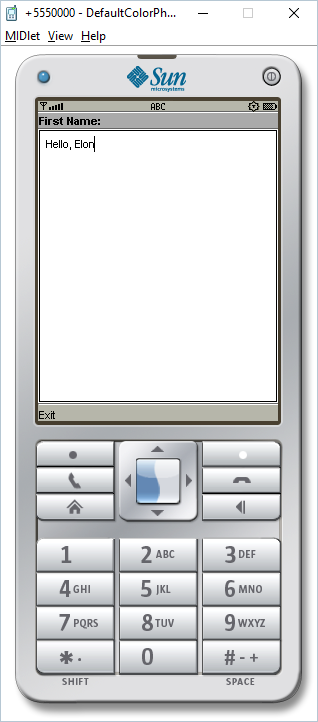 +5550000 - DefaultColorPh...
MIDlet View Help
Sun
microsystems
ABC
First Name:
Hello, Elon
Exit
1 2 ABC 3 DEF
4 GHI 5 JKL 6 MNO
7 PQRS 8 TUV 9 WXYZ
* . 0 # - +
SHIFT SPACE